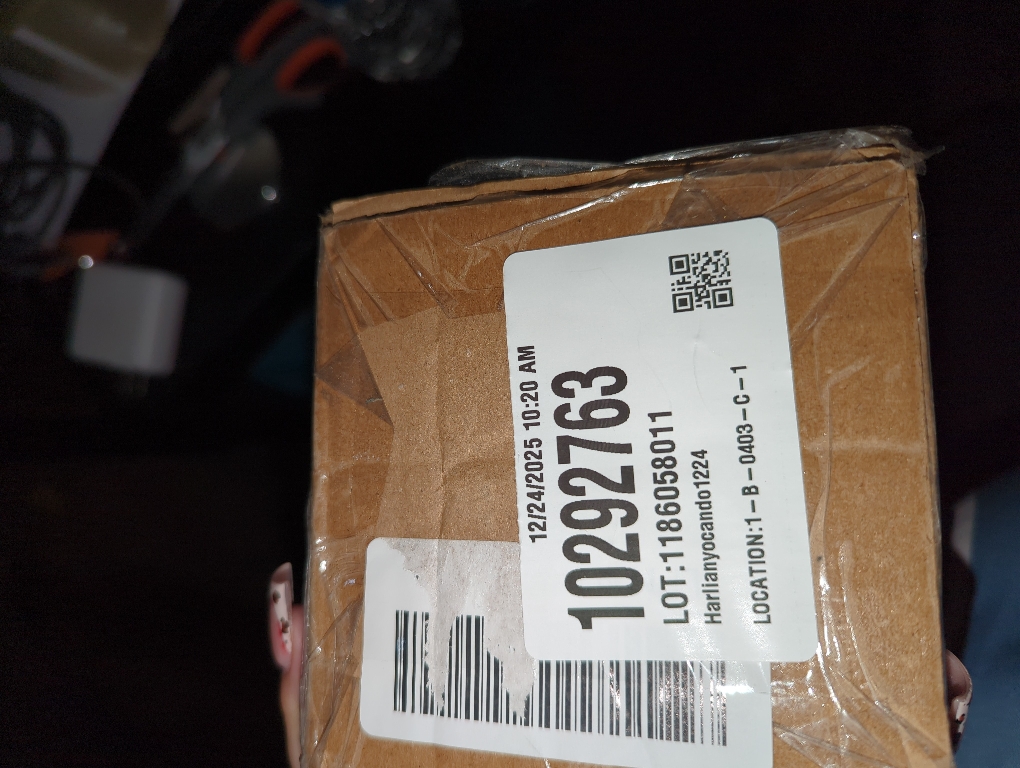 12/24/2025 10:20 AM
10292763
LOT:1186058011
Harlianyocando1224
LOCATION:1-B-0403-C-1